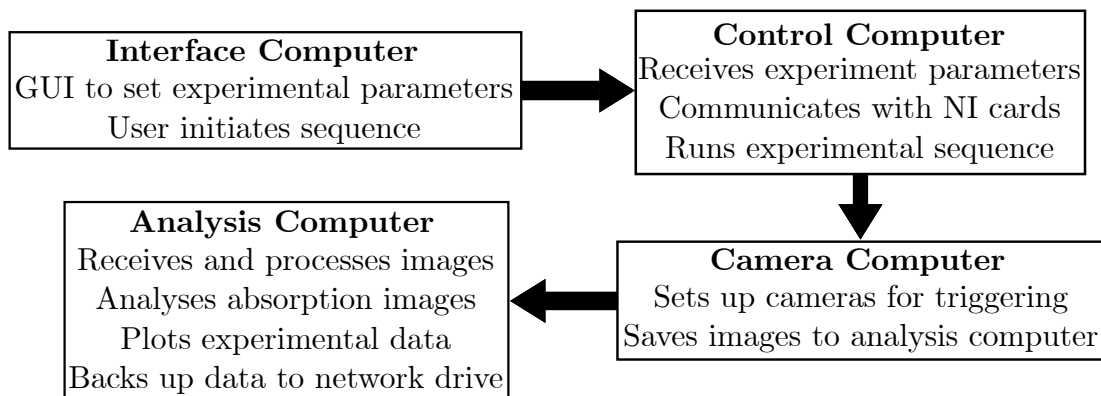 Interface Computer
GUI to set experimental parameters
User initiates sequence
Control Computer
Receives experiment parameters
Communicates with NI cards
Runs experimental sequence
Camera Computer
Sets up cameras for triggering
Saves images to analysis computer
Analysis Computer
Receives and processes images
Analyses absorption images
Plots experimental data
Backs up data to network drive